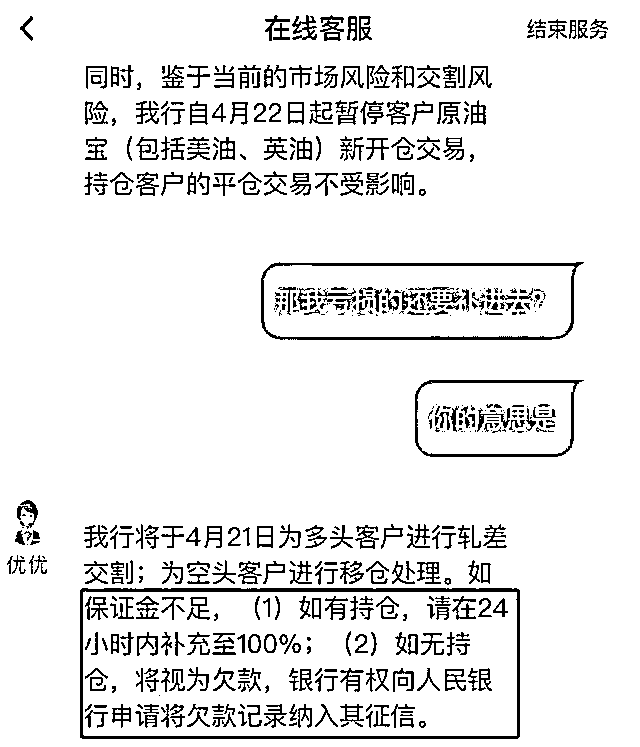 在线客服
结束服务
同时，鉴于当前的市场风险和交割风
险，我行自4月22日起暂停客户原油
宝（包括美油、英油）新开仓交易，
持仓客户的平仓交易不受影响。
那我亏损的还要补进去?
你的意思是
优优
我行将于4月21日为多头客户进行轧差
交割；为空头客户进行移仓处理。如
保证金不足，（1）如有持仓，请在24
小时内补充至100%；（2）如无持
仓，将视为欠款，银行有权向人民银
行申请将欠款记录纳入其征信。